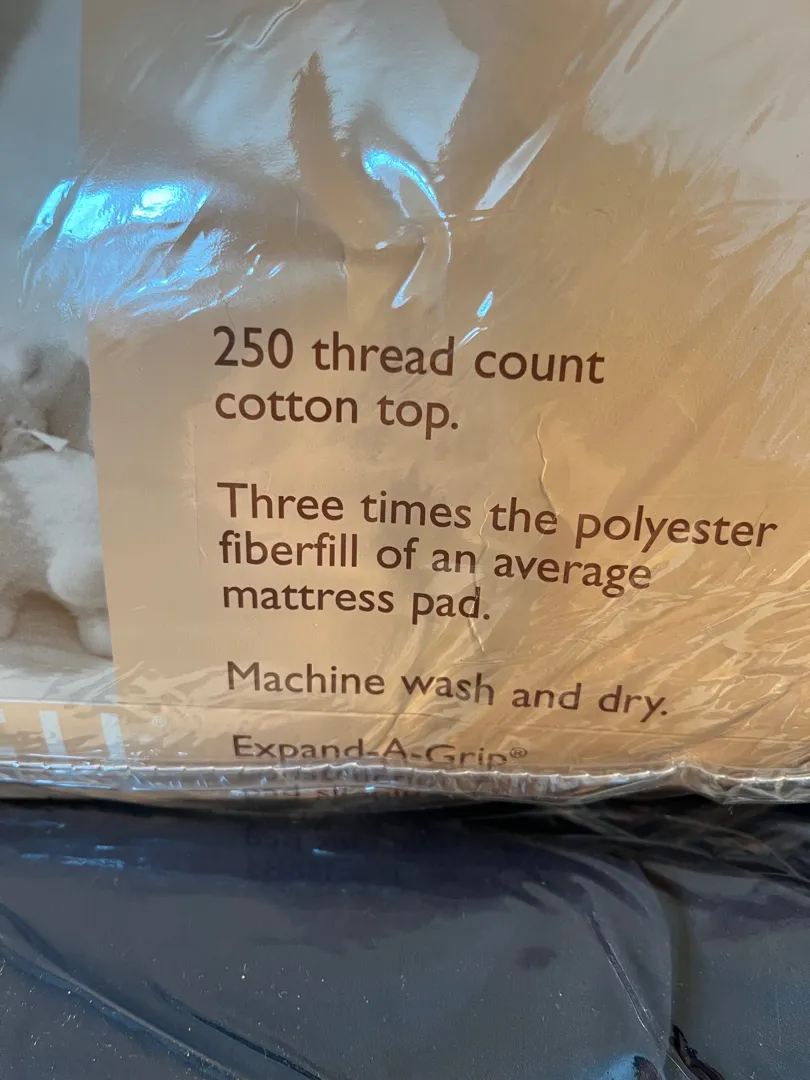 250 thread count
cotton top.
Three times the polyester
fiberfill of an average
mattress pad.
Machine wash and dry.
Expand-A-Grip®